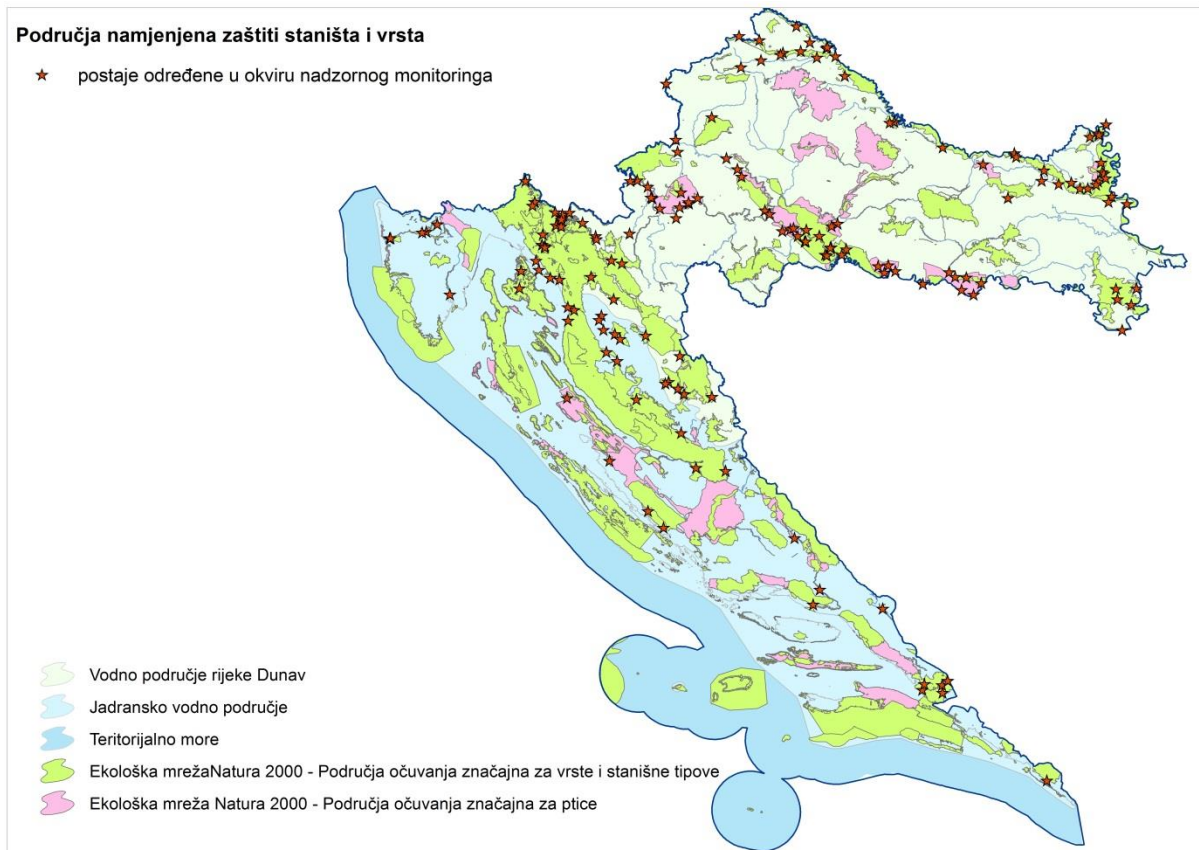 Područja namjenjena zaštiti staništa i vrsta
postaje određene u okviru nadzornog monitoringa
Vodno područje rijeke Dunav
Jadransko vodno područje
Teritorijalno more
Ekološka mrežaNatura 2000 - Područja očuvanja značajna za vrste i stanišne tipove
Ekološka mreža Natura 2000 - Područja očuvanja značajna za ptice